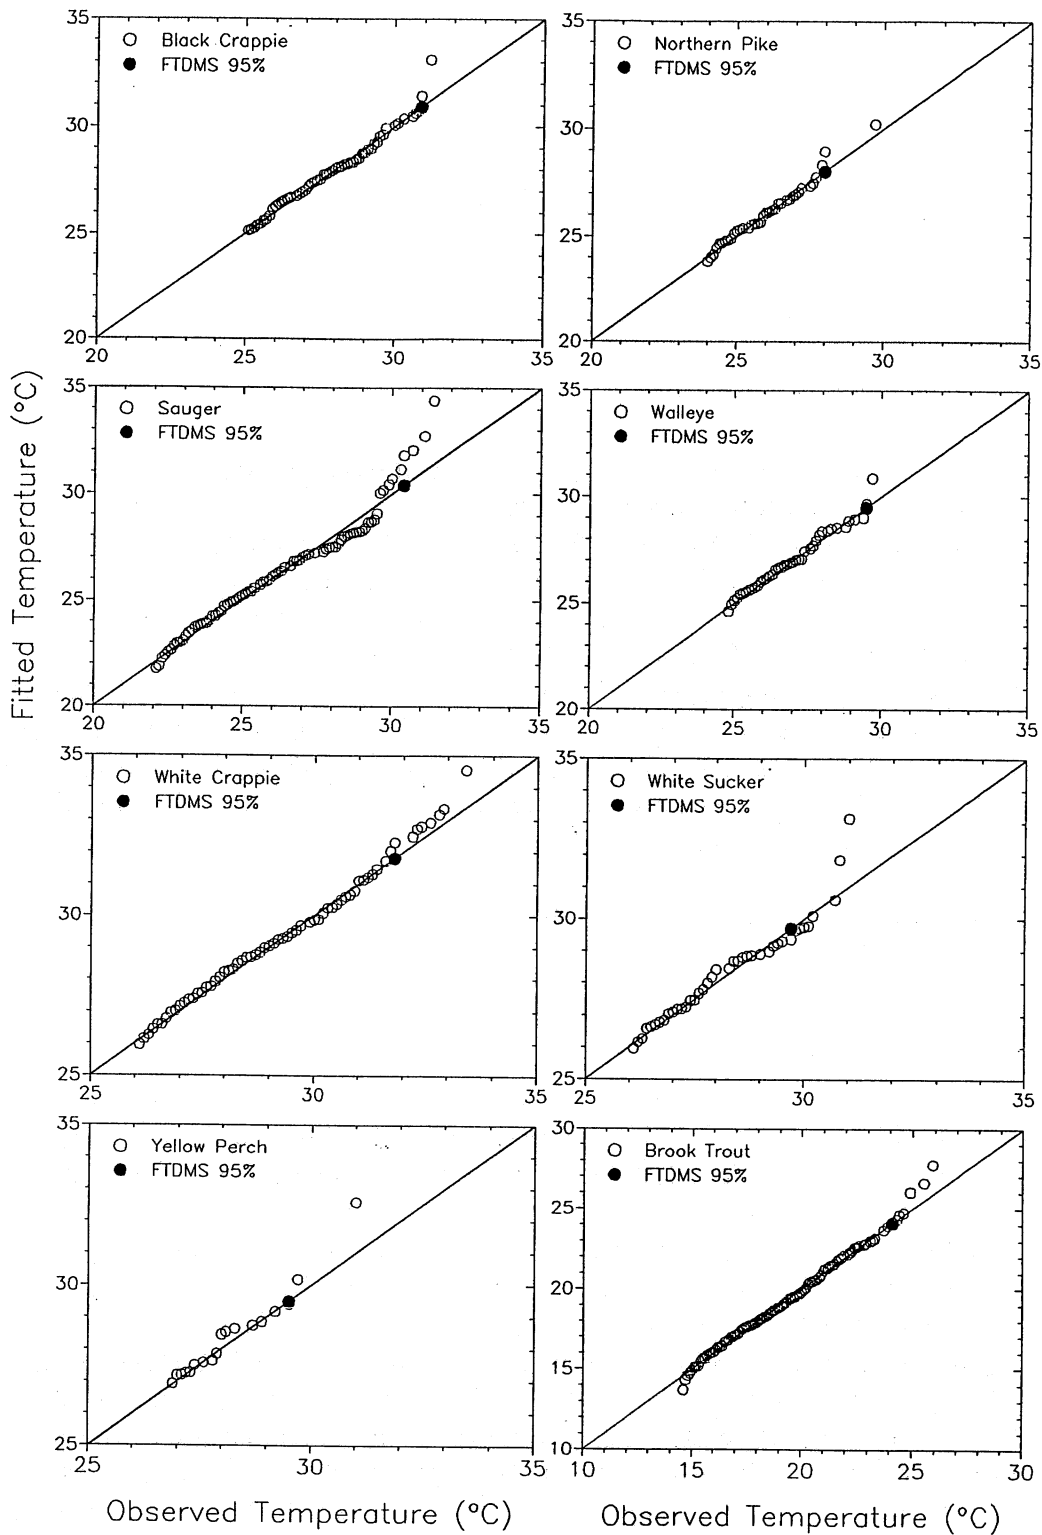 Fitted Temperature (°C)
35
30
25
20
20 25 30 35
○ Black Crappie
● FTDMS 95%
35
30
25
20
20 25 30 35
○ Northern Pike
● FTDMS 95%
35
30
25
20
20 25 30 35
○ Sauger
● FTDMS 95%
35
30
25
20
20 25 30 35
○ Walleye
● FTDMS 95%
35
30
25
25 30 35
○ White Crappie
● FTDMS 95%
35
30
25
25 30 35
○ White Sucker
● FTDMS 95%
35
30
25
25 30 35
○ Yellow Perch
● FTDMS 95%
30
25
20
15
10
10 15 20 25 30
○ Brook Trout
● FTDMS 95%
Observed Temperature (°C)
Observed Temperature (°C)